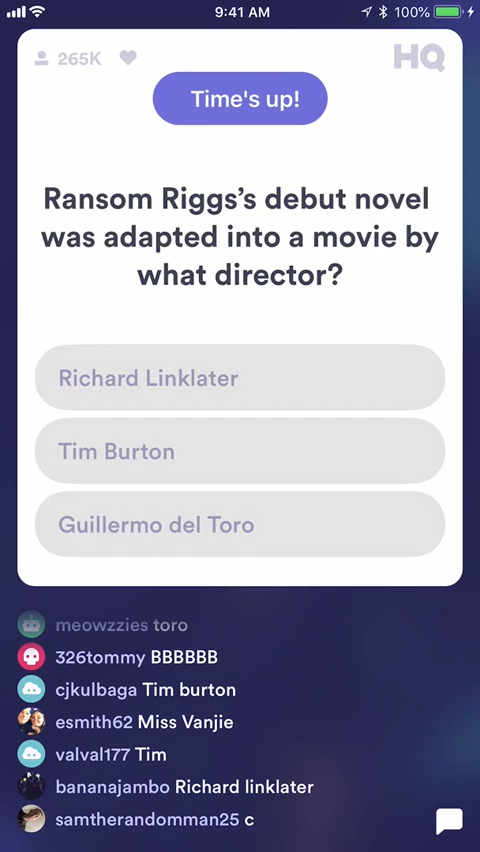 9:41 AM 100%
265K HQ
Time's up!
Ransom Riggs’s debut novel
was adapted into a movie by
what director?
Richard Linklater
Tim Burton
Guillermo del Toro
meowzzies toro
326tommy BBBBBB
cjkulbaga Tim burton
esmith62 Miss Vanjie
valval177 Tim
bananajambo Richard linklater
samtherandomman25 c